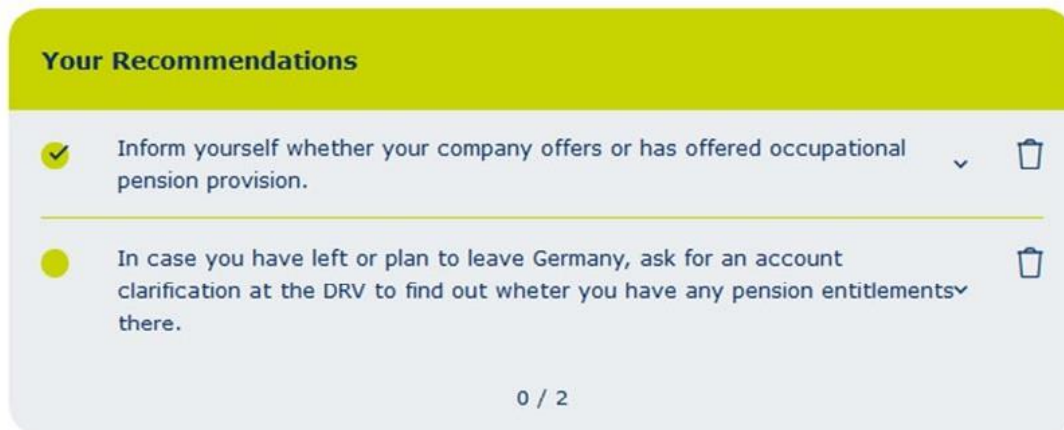 Your Recommendations
Inform yourself whether your company offers or has offered occupational
pension provision.
In case you have left or plan to leave Germany, ask for an account
clarification at the DRV to find out wheter you have any pension entitlements
there.
0 / 2